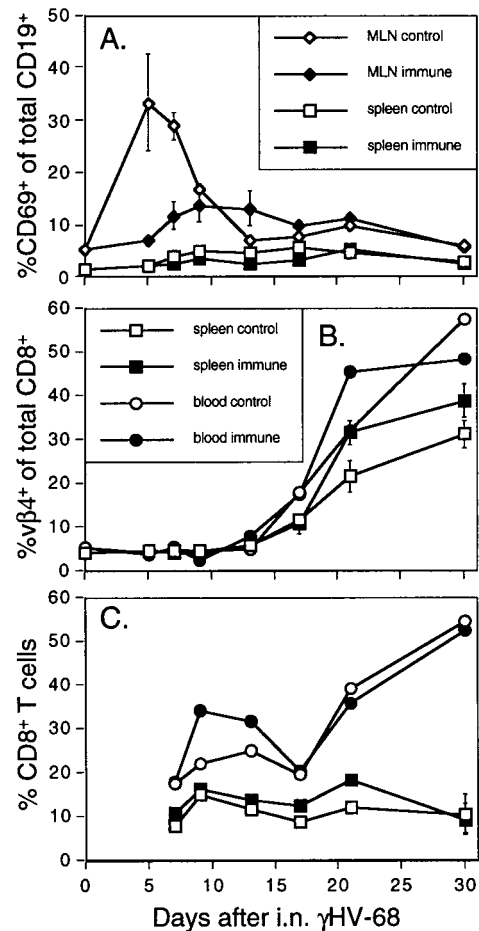 A.
%CD69⁺ of total CD19⁺
50
40
30
20
10
0
MLN control
MLN immune
spleen control
spleen immune
B.
%vβ4⁺ of total CD8⁺
60
50
40
30
20
10
0
spleen control
spleen immune
blood control
blood immune
C.
% CD8⁺ T cells
60
50
40
30
20
10
0
0 5 10 15 20 25 30
Days after i.n. γHV-68